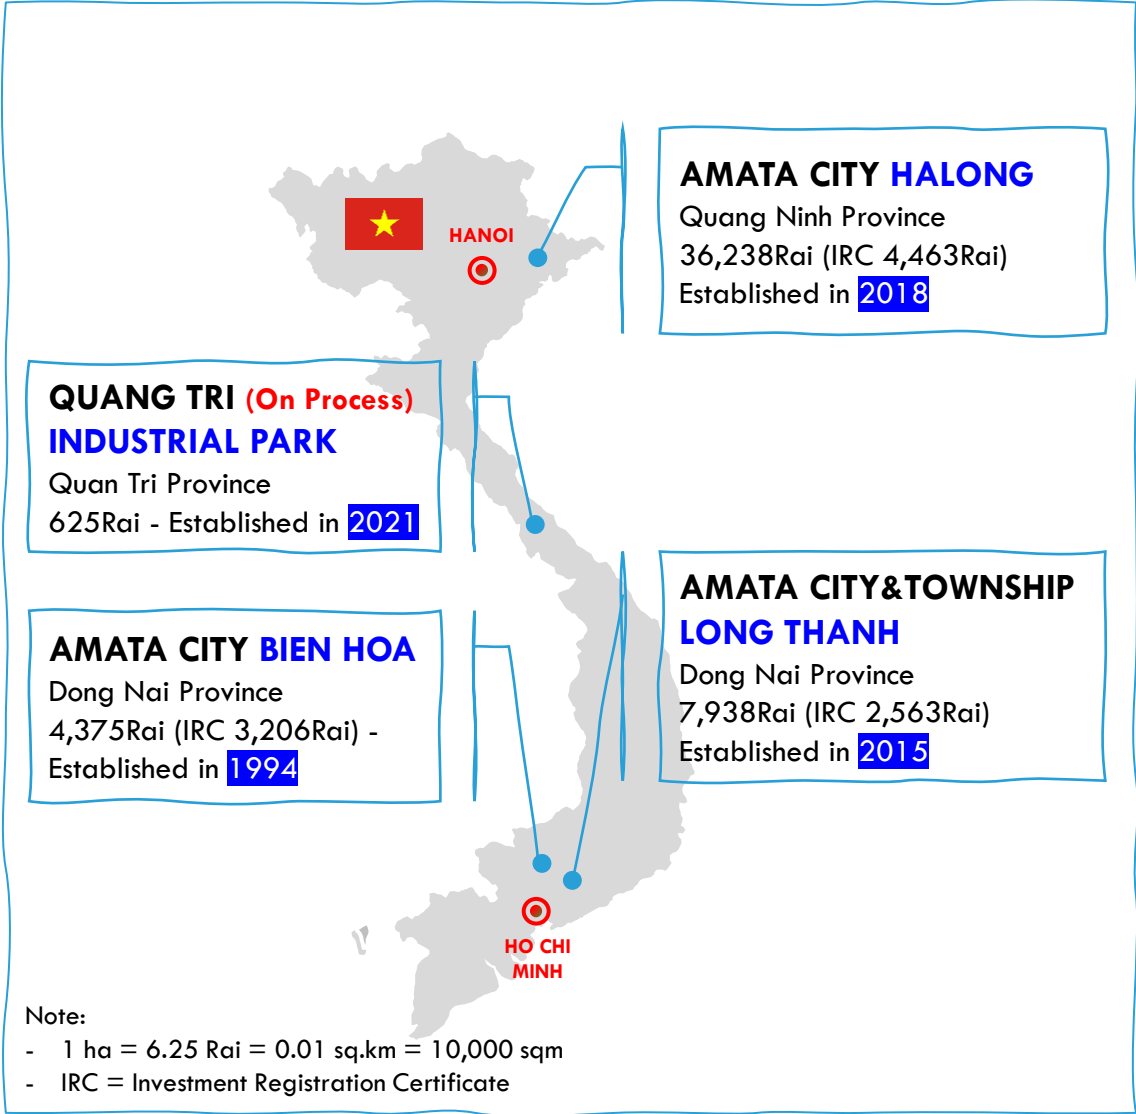 HANOI
AMATA CITY HALONG
Quang Ninh Province
36,238Rai (IRC 4,463Rai)
Established in 2018
QUANG TRI (On Process)
INDUSTRIAL PARK
Quan Tri Province
625Rai - Established in 2021
AMATA CITY&TOWNSHIP
LONG THANH
Dong Nai Province
7,938Rai (IRC 2,563Rai)
Established in 2015
AMATA CITY BIEN HOA
Dong Nai Province
4,375Rai (IRC 3,206Rai) -
Established in 1994
HO CHI
MINH
Note:
- 1 ha = 6.25 Rai = 0.01 sq.km = 10,000 sqm
- IRC = Investment Registration Certificate